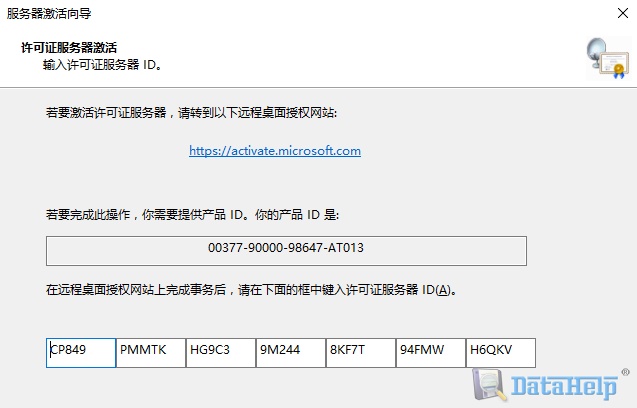 服务器激活向导
许可证服务器激活
输入许可证服务器 ID。
若要激活许可证服务器，请转到以下远程桌面授权网站:
https://activate.microsoft.com
若要完成此操作，你需要提供产品 ID。你的产品 ID 是:
00377-90000-98647-AT013
在远程桌面授权网站上完成事务后，请在下面的框中键入许可证服务器 ID(A)。
CP849 PMMTK HG9C3 9M244 8KF7T 94FMW H6QKV
DATAHELP®